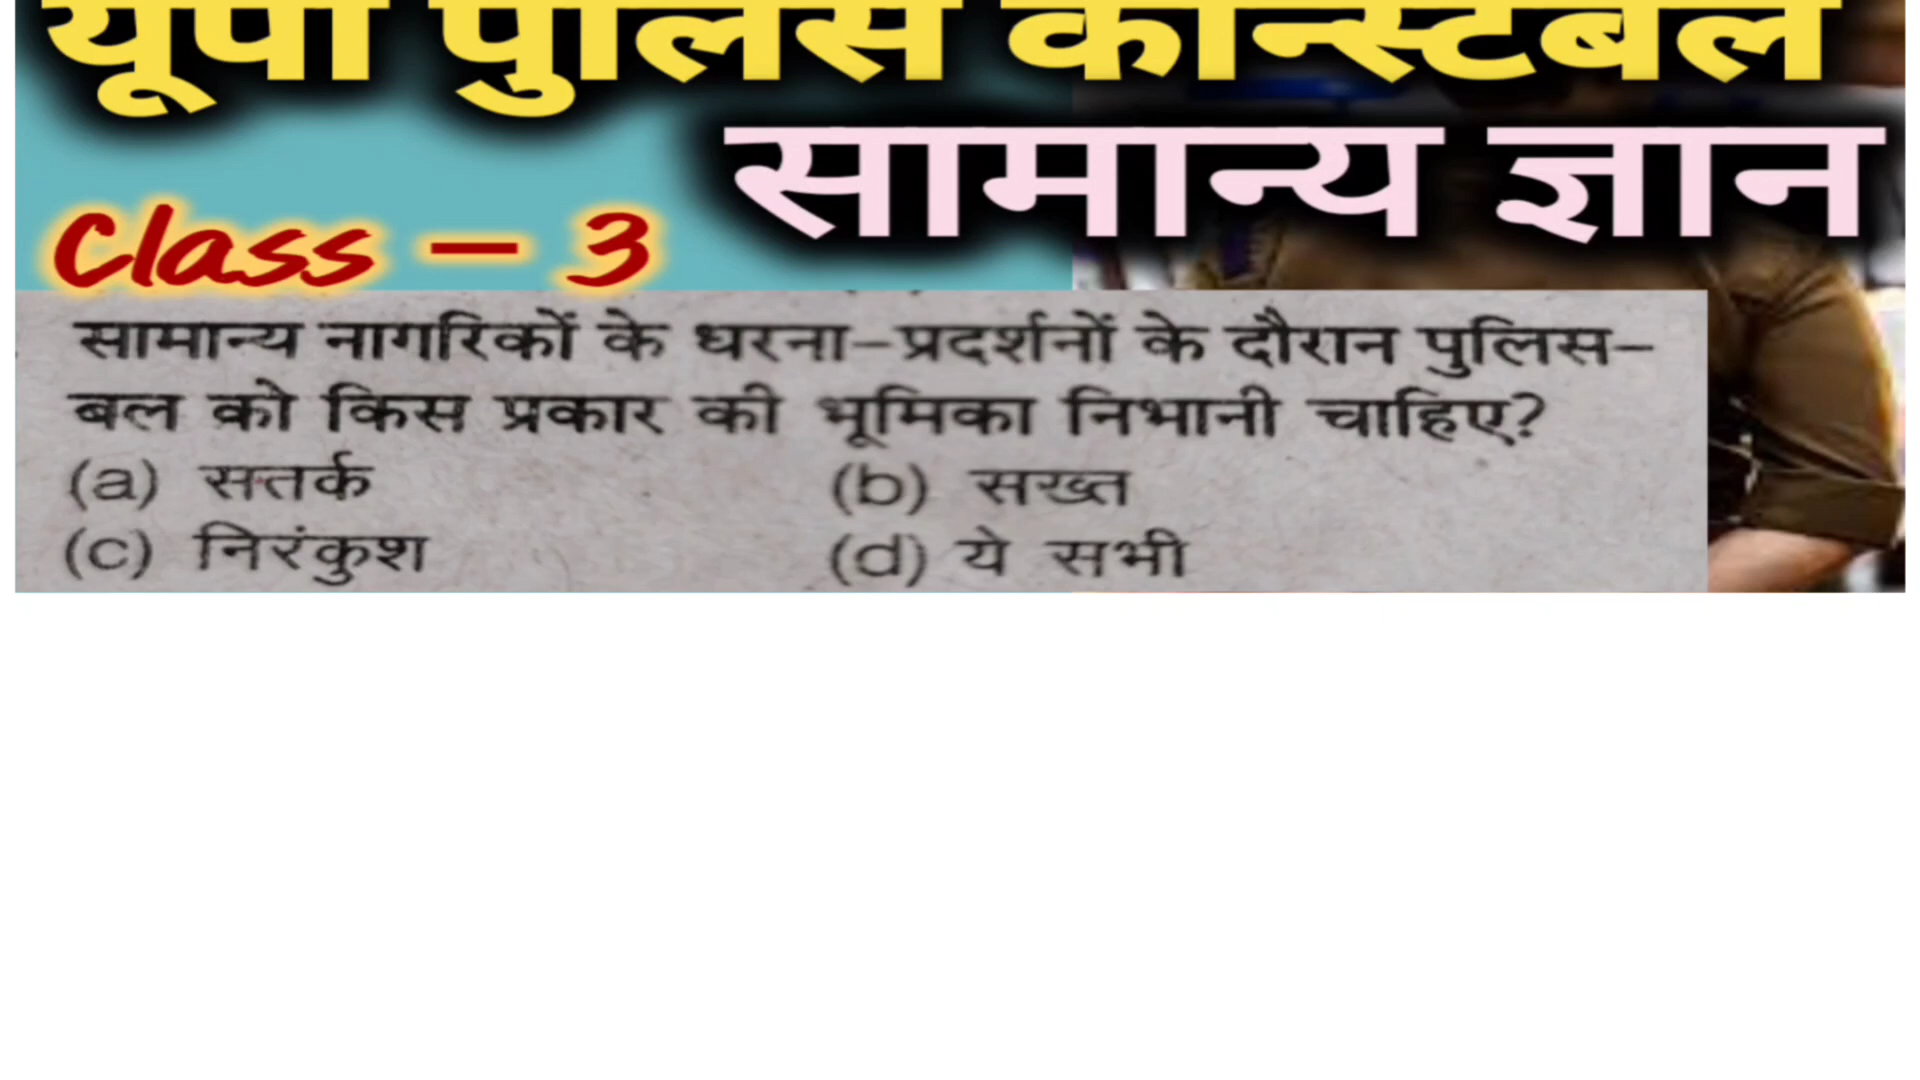 यूपी पुलिस कान्स्टेबल
सामान्य ज्ञान
Class - 3
सामान्य नागरिकों के धरना-प्रदर्शनों के दौरान पुलिस-
बल को किस प्रकार की भूमिका निभानी चाहिए?
(a) सतर्क
(b) सख्त
(c) निरंकुश
(d) ये सभी